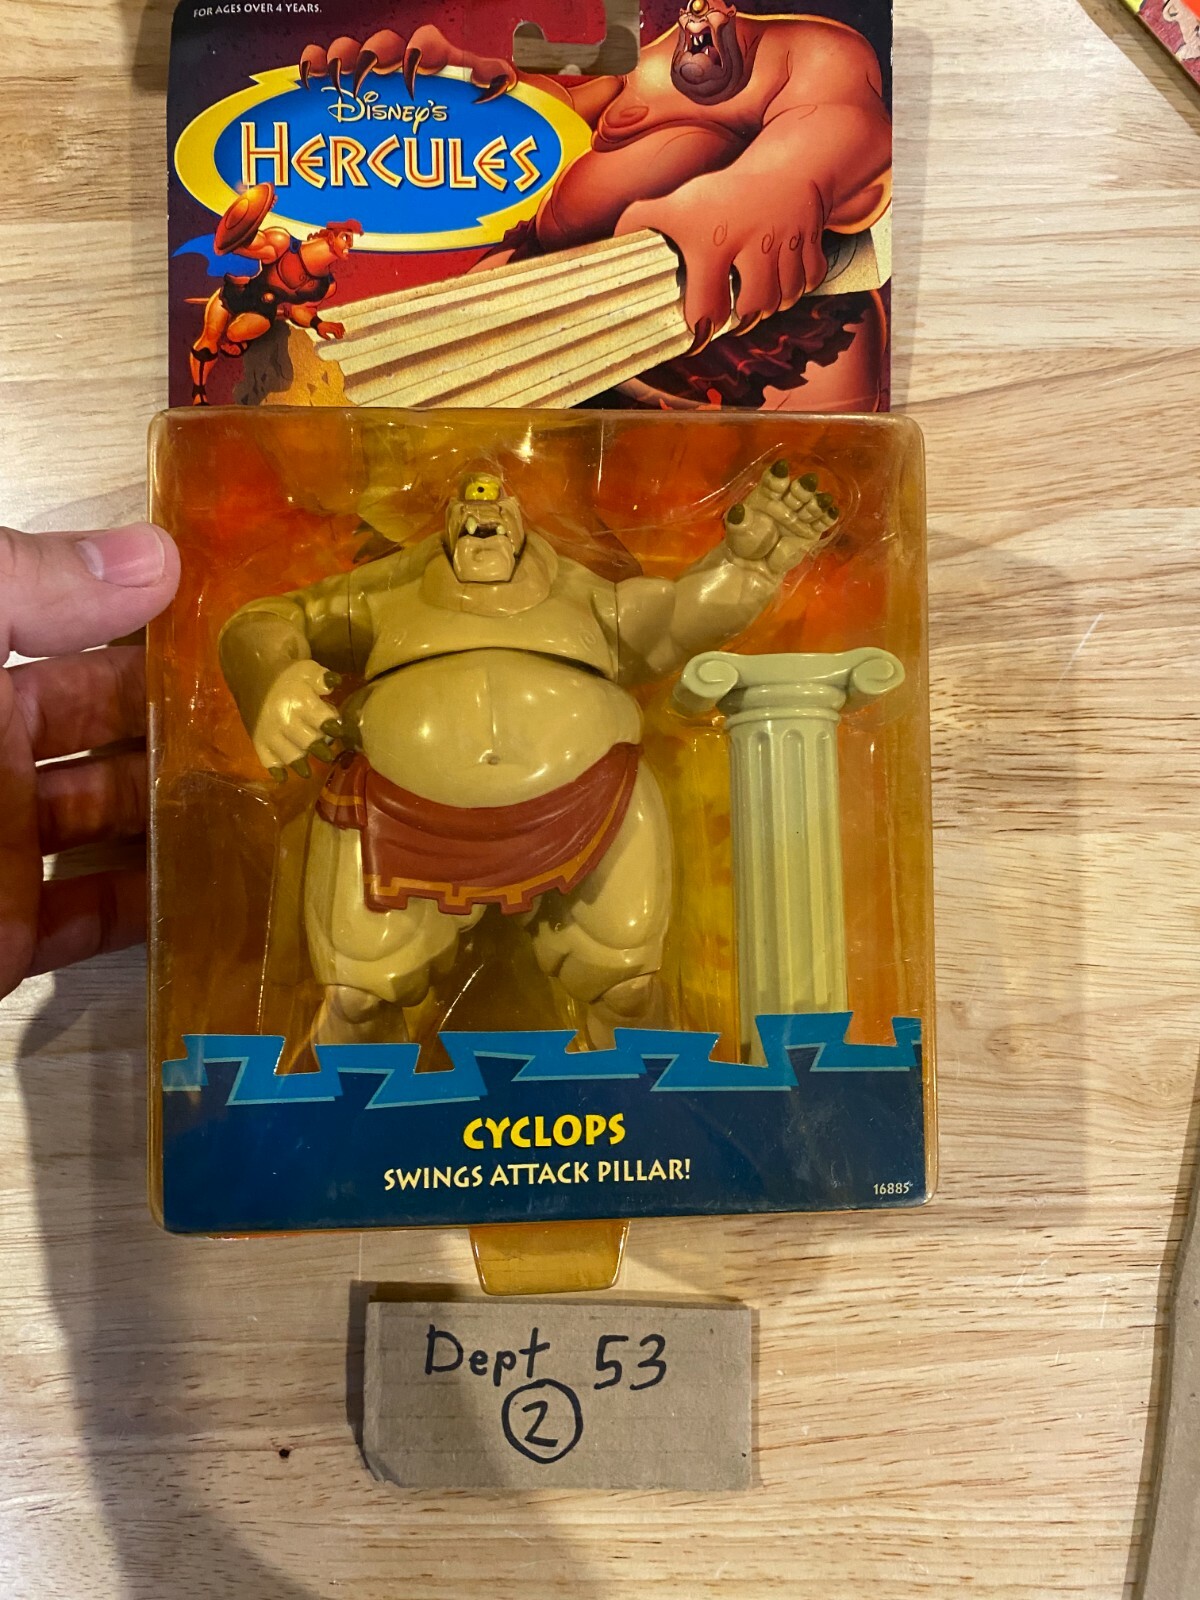 FOR AGES OVER 4 YEARS.
DISNEY'S
HERCULES
CYCLOPS
SWINGS ATTACK PILLAR!
16885
Dept 53
2